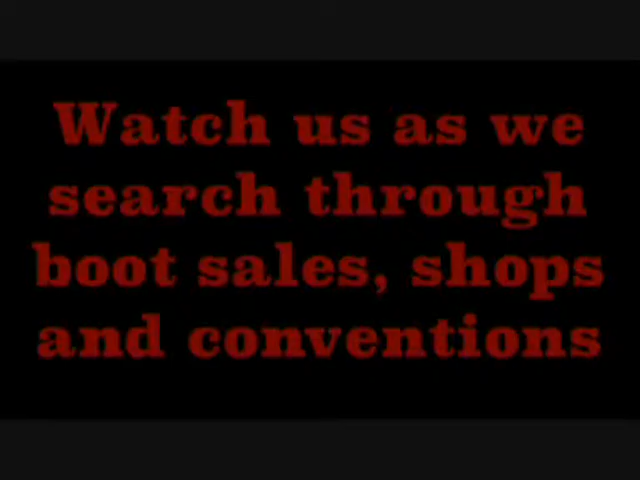 Watch us as we
search through
boot sales, shops
and conventions